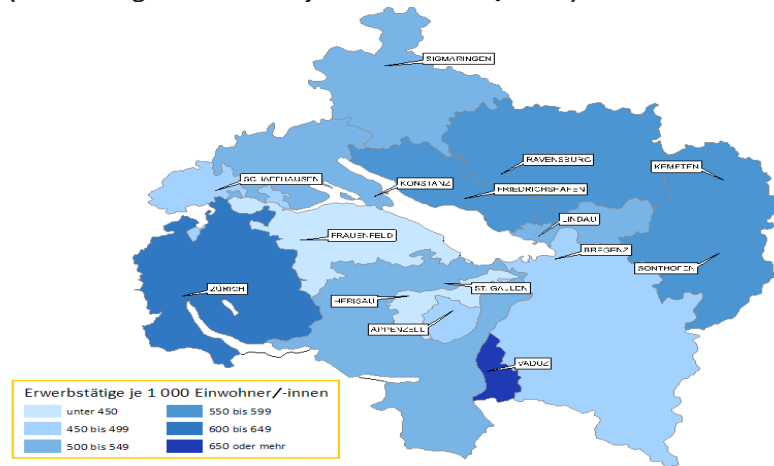 SIGMARINGEN
RAVENSBURG
KEMPTEN
SCHAFFHAUSEN
KONSTANZ
FRIEDRICHSHAFEN
LINDAU
FRAUENFELD
BREGENZ
SONTHOFEN
ZÜRICH
ST. GALLEN
HERISAU
APPENZELL
VADUZ
Erwerbstätige je 1 000 Einwohner/-innen
unter 450
450 bis 499
500 bis 549
550 bis 599
600 bis 649
650 oder mehr